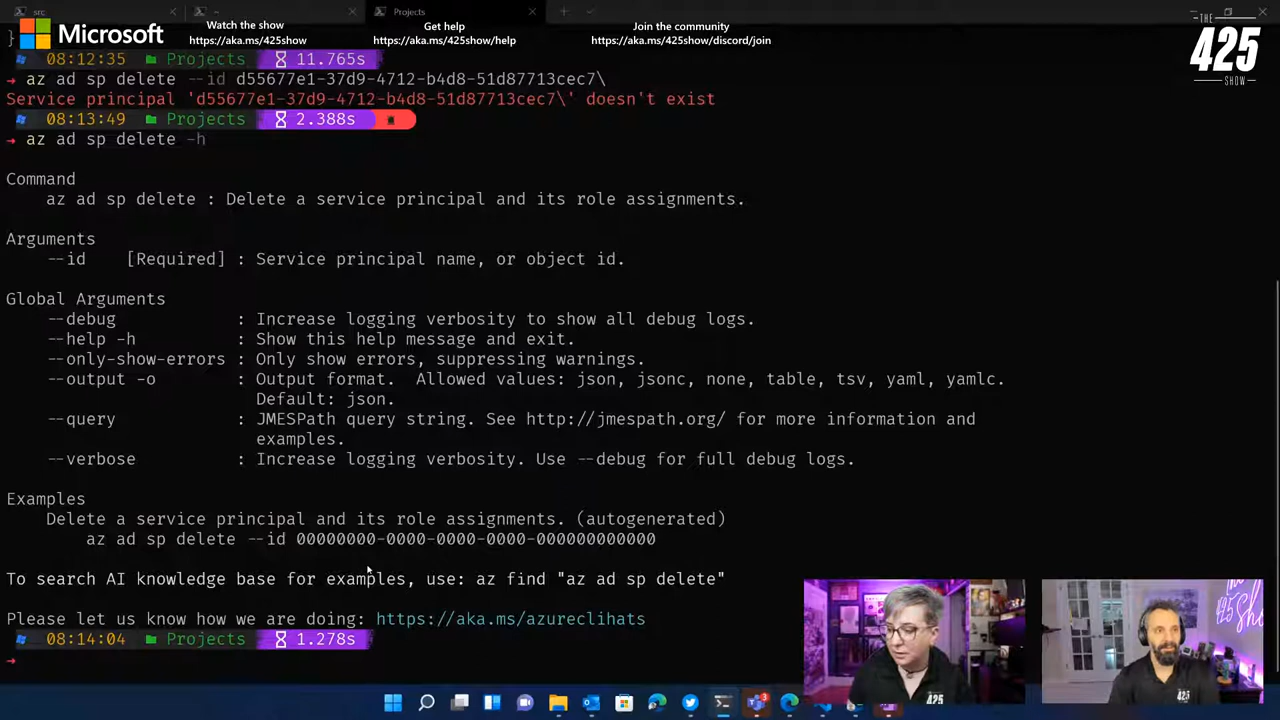 src
~
Projects
Microsoft
Watch the show
https://aka.ms/425show
Get help
https://aka.ms/425show/help
Join the community
https://aka.ms/425show/discord/join
THE
425
SHOW
}
08:12:35 Projects 11.765s
→ az ad sp delete --id d55677e1-37d9-4712-b4d8-51d87713cec7\
Service principal 'd55677e1-37d9-4712-b4d8-51d87713cec7\' doesn't exist
08:13:49 Projects 2.388s
→ az ad sp delete -h
Command
az ad sp delete : Delete a service principal and its role assignments.
Arguments
--id [Required] : Service principal name, or object id.
Global Arguments
--debug : Increase logging verbosity to show all debug logs.
--help -h : Show this help message and exit.
--only-show-errors : Only show errors, suppressing warnings.
--output -o : Output format. Allowed values: json, jsonc, none, table, tsv, yaml, yamlc.
Default: json.
--query : JMESPath query string. See http://jmespath.org/ for more information and
examples.
--verbose : Increase logging verbosity. Use --debug for full debug logs.
Examples
Delete a service principal and its role assignments. (autogenerated)
az ad sp delete --id 00000000-0000-0000-0000-000000000000
To search AI knowledge base for examples, use: az find "az ad sp delete"
Please let us know how we are doing: https://aka.ms/azureclihats
08:14:04 Projects 1.278s
→
425
425
3